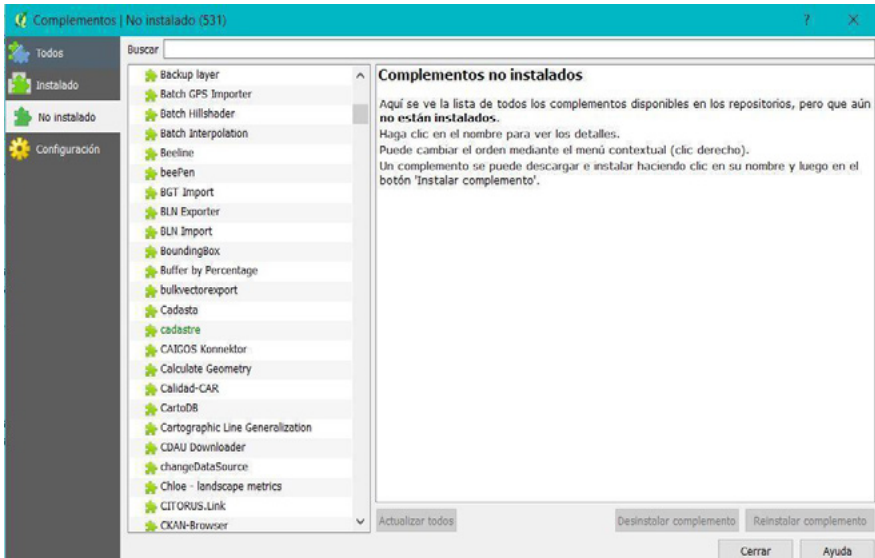 Complementos | No instalado (531)
?
Todos
Instalado
No instalado
Configuración
Buscar
Backup layer
Batch GPS Importer
Batch Hillshader
Batch Interpolation
Beeline
beePen
BGT Import
BLN Exporter
BLN Import
BoundingBox
Buffer by Percentage
bulkvectorexport
Cadasta
cadastre
CAIGOS Konnektor
Calculate Geometry
Calidad-CAR
CartoDB
Cartographic Line Generalization
CDAU Downloader
changeDataSource
Chloe - landscape metrics
CITORUS.Link
CKAN-Browser
Complementos no instalados
Aquí se ve la lista de todos los complementos disponibles en los repositorios, pero que aún
no están instalados.
Haga clic en el nombre para ver los detalles.
Puede cambiar el orden mediante el menú contextual (clic derecho).
Un complemento se puede descargar e instalar haciendo clic en su nombre y luego en el
botón 'Instalar complemento'.
Actualizar todos
Desinstalar complemento
Reinstalar complemento
Cerrar
Ayuda